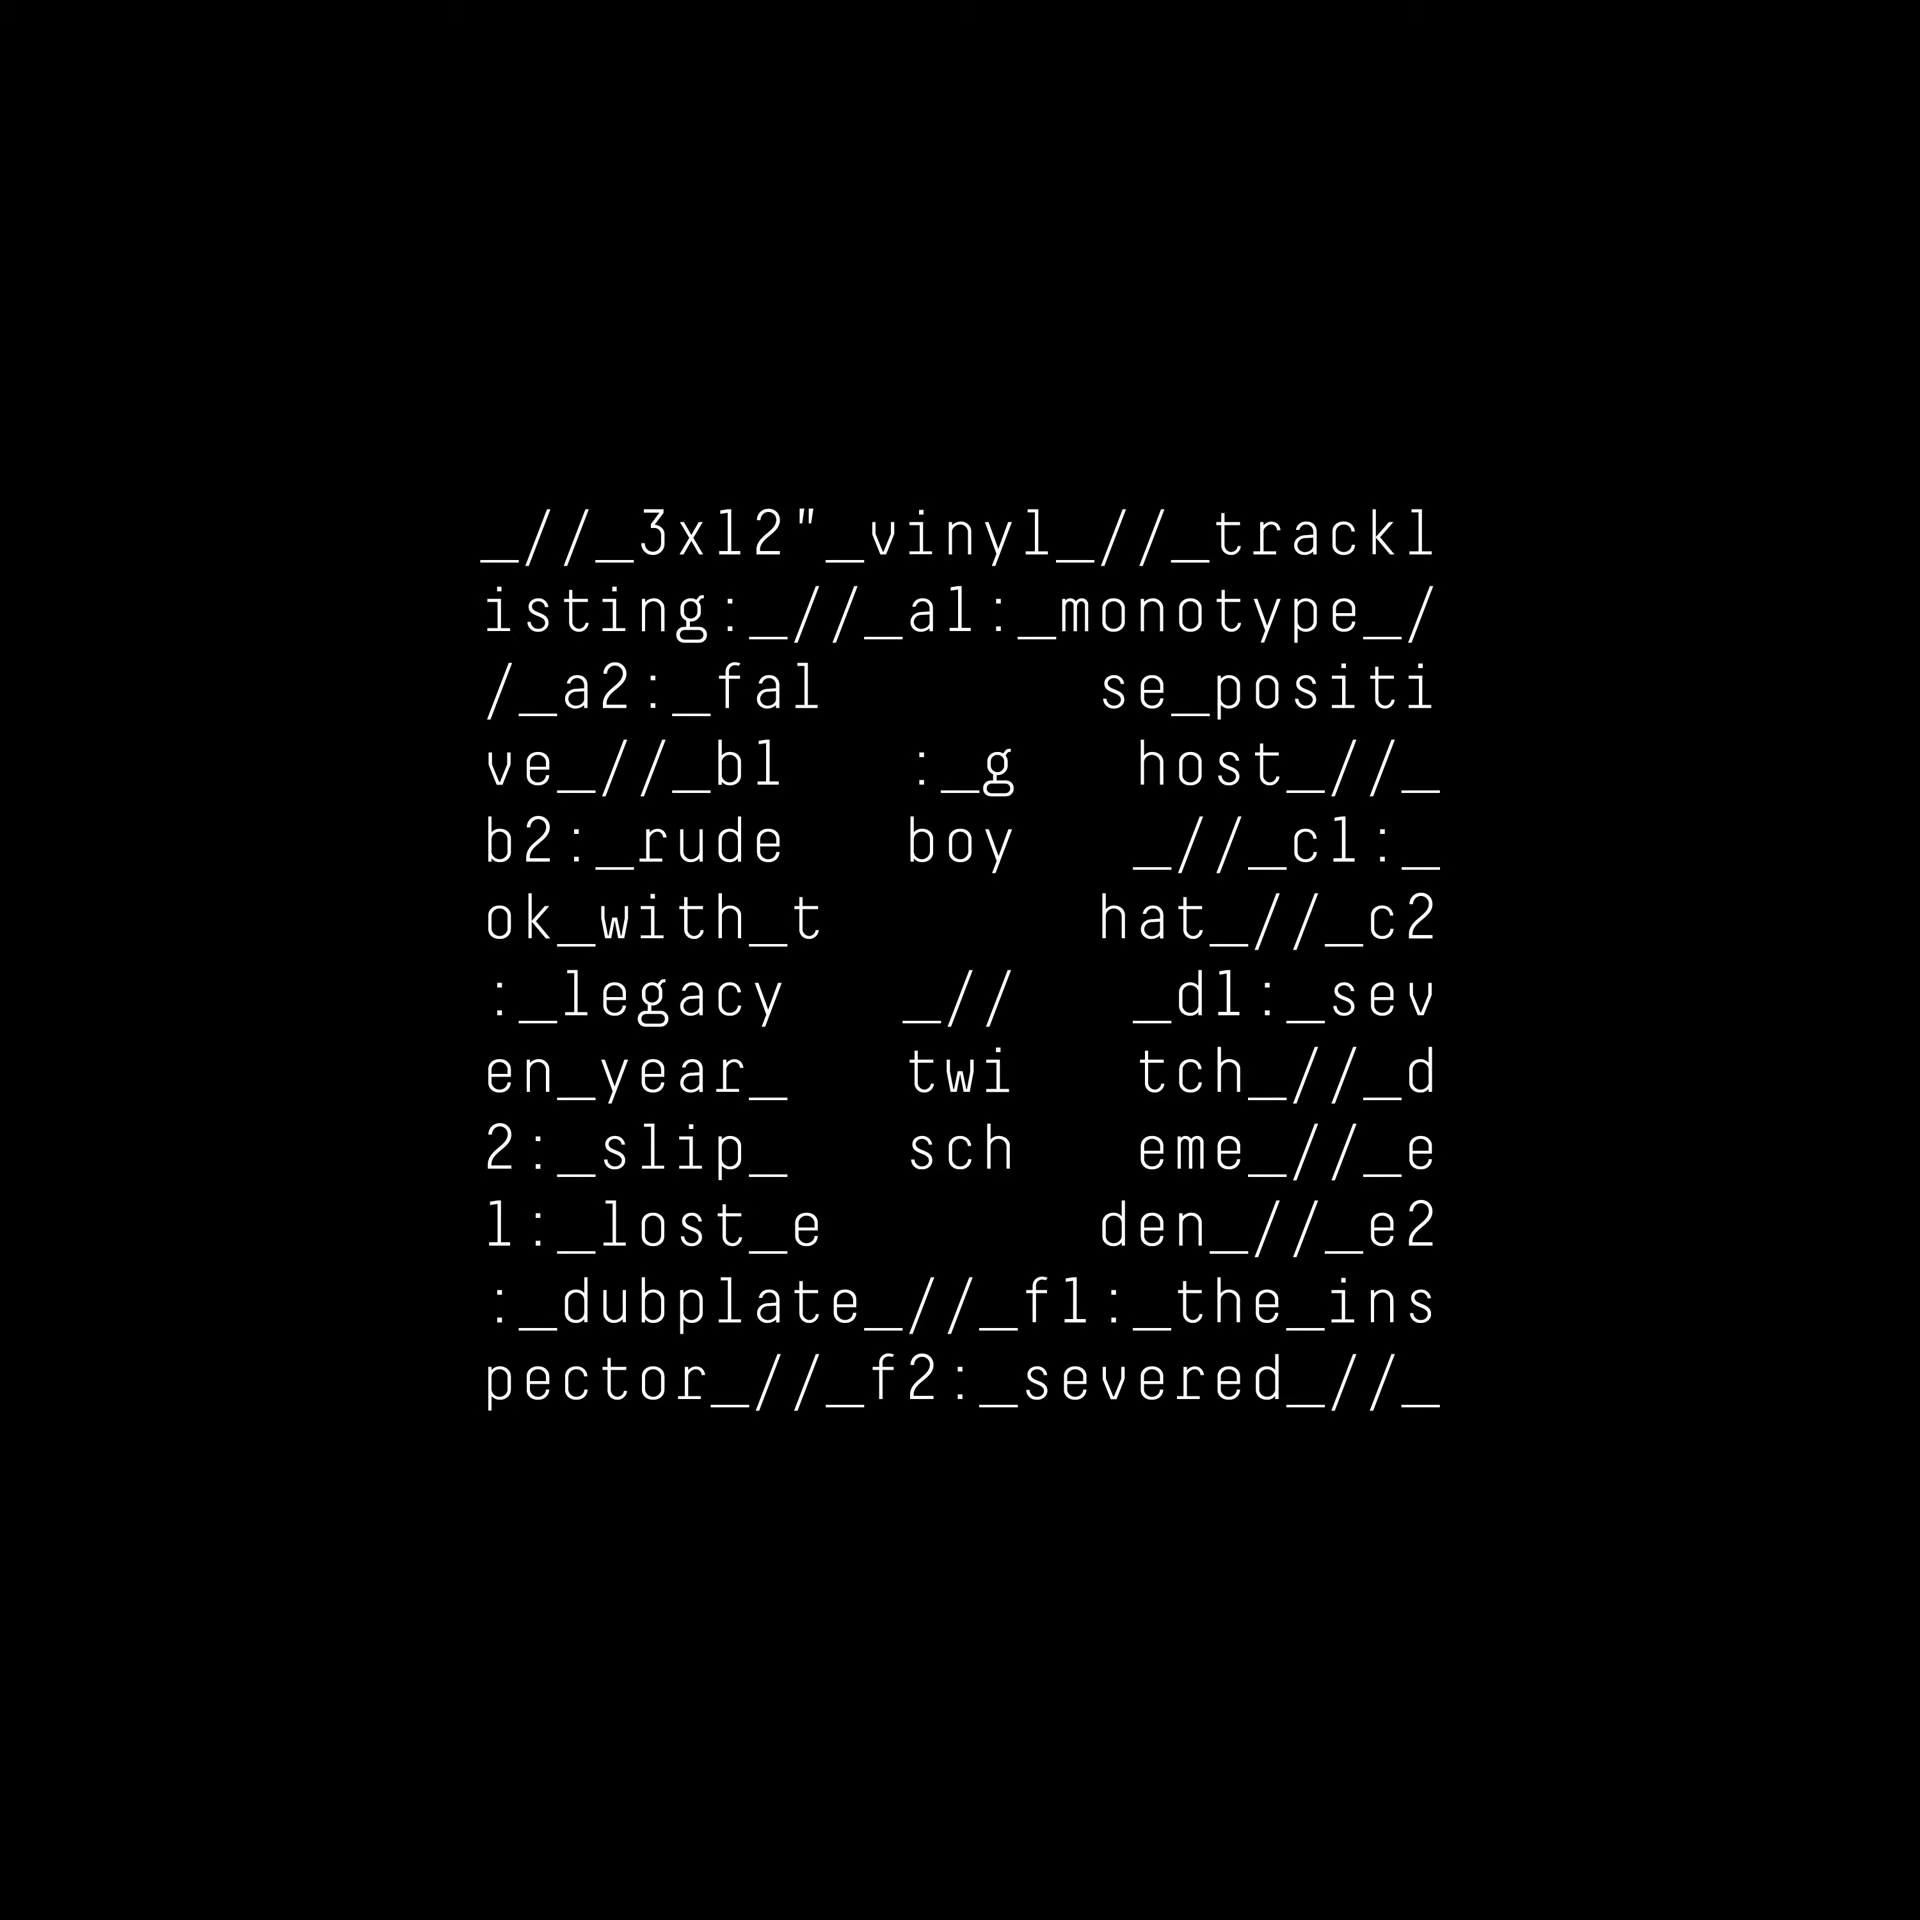 _//_3x12"_vinyl_//_trackl
isting:_//_a1:_monotype_/
/_a2:_fal       se_positi
ve_//_b1   :_g   host_//_
b2:_rude   boy   _//_c1:_
ok_with_t       hat_//_c2
:_legacy   _//   _d1:_sev
en_year_   twi   tch_//_d
2:_slip_   sch   eme_//_e
1:_lost_e       den_//_e2
:_dubplate_//_f1:_the_ins
pector_//_f2:_severed_//_